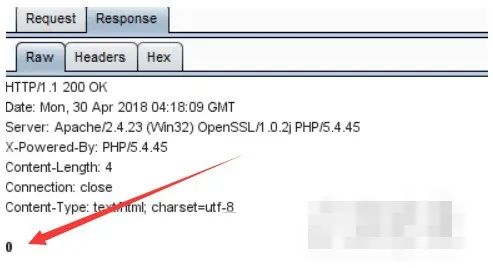 Request Response
Raw Headers Hex
HTTP/1.1 200 OK
Date: Mon, 30 Apr 2018 04:18:09 GMT
Server: Apache/2.4.23 (Win32) OpenSSL/1.0.2j PHP/5.4.45
X-Powered-By: PHP/5.4.45
Content-Length: 4
Connection: close
Content-Type: text/html; charset=utf-8
0